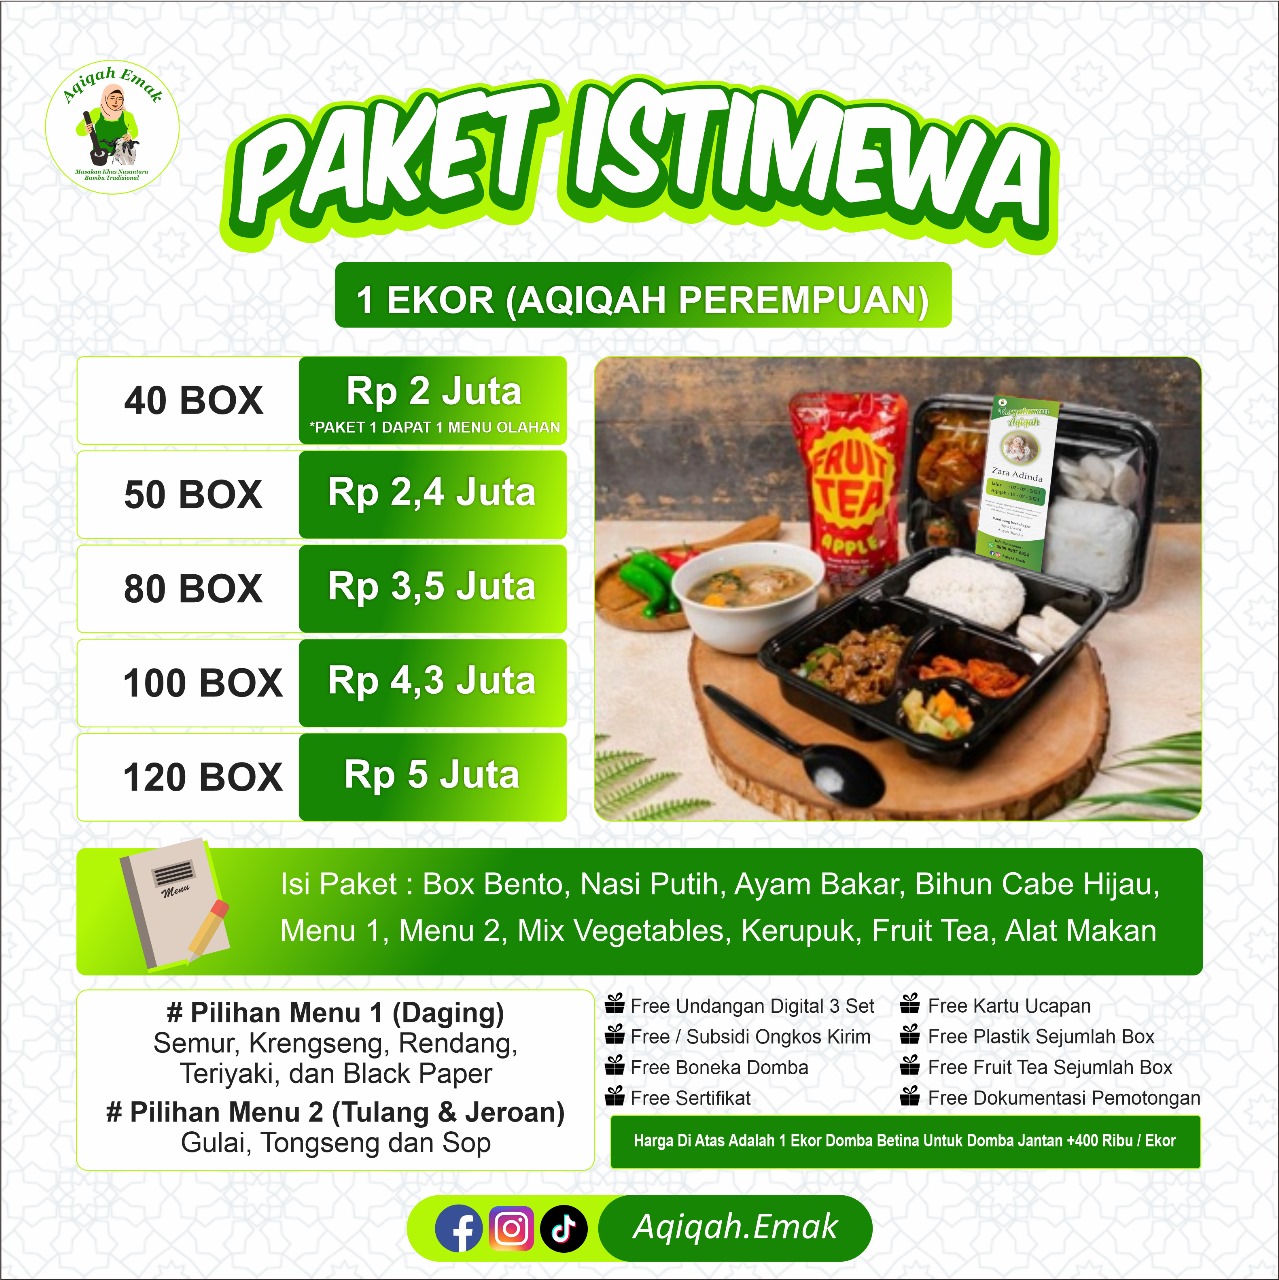 Aqiqah Emak
Masakan Khas Nusantara
Bumbu Tradisional
PAKET ISTIMEWA
1 EKOR (AQIQAH PEREMPUAN)
40 BOX
Rp 2 Juta
*PAKET 1 DAPAT 1 MENU OLAHAN
50 BOX
Rp 2,4 Juta
80 BOX
Rp 3,5 Juta
100 BOX
Rp 4,3 Juta
120 BOX
Rp 5 Juta
FRUIT
TEA
APPLE
Aqiqah
Zara Adinda
Menu
Isi Paket : Box Bento, Nasi Putih, Ayam Bakar, Bihun Cabe Hijau,
Menu 1, Menu 2, Mix Vegetables, Kerupuk, Fruit Tea, Alat Makan
# Pilihan Menu 1 (Daging)
Semur, Krengseng, Rendang,
Teriyaki, dan Black Paper
# Pilihan Menu 2 (Tulang & Jeroan)
Gulai, Tongseng dan Sop
Free Undangan Digital 3 Set
Free / Subsidi Ongkos Kirim
Free Boneka Domba
Free Sertifikat
Free Kartu Ucapan
Free Plastik Sejumlah Box
Free Fruit Tea Sejumlah Box
Free Dokumentasi Pemotongan
Harga Di Atas Adalah 1 Ekor Domba Betina Untuk Domba Jantan +400 Ribu / Ekor
Aqiqah.Emak